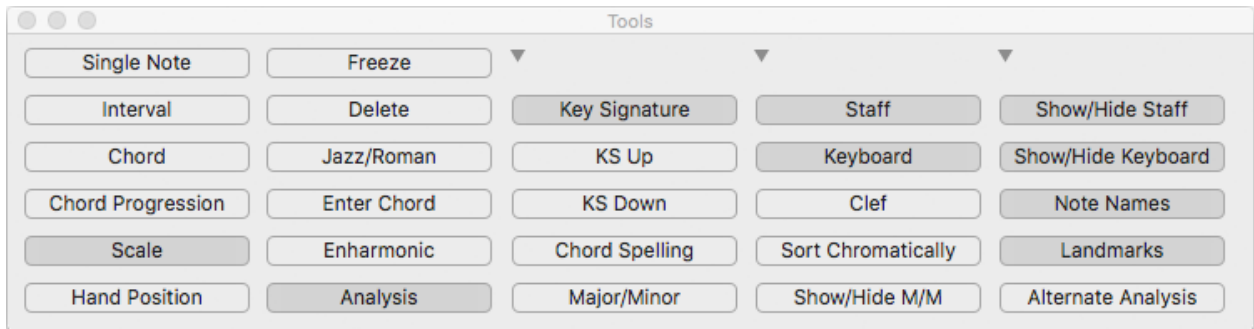 Tools
Single Note Freeze
Interval Delete Key Signature Staff Show/Hide Staff
Chord Jazz/Roman KS Up Keyboard Show/Hide Keyboard
Chord Progression Enter Chord KS Down Clef Note Names
Scale Enharmonic Chord Spelling Sort Chromatically Landmarks
Hand Position Analysis Major/Minor Show/Hide M/M Alternate Analysis